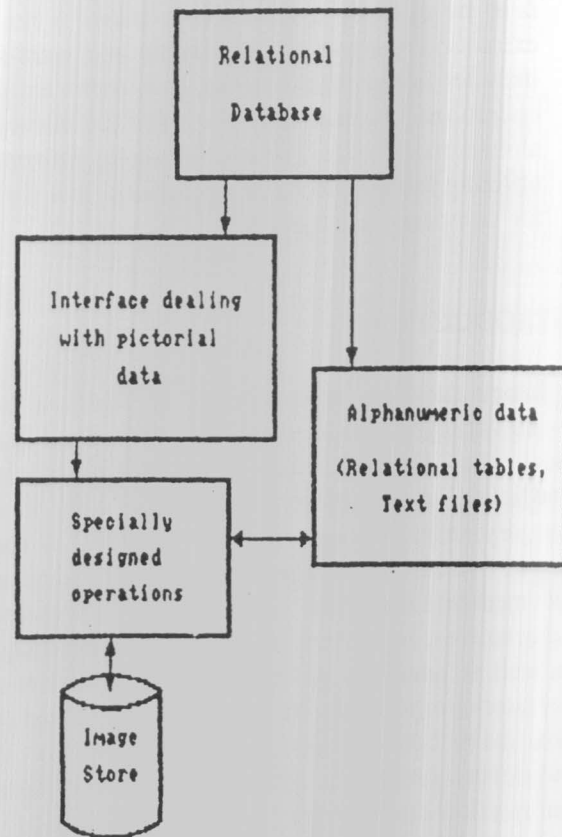 Relational
Database
Interface dealing
with pictorial
data
Alphanumeric data
(Relational tables,
Text files)
Specially
designed
operations
Image
Store